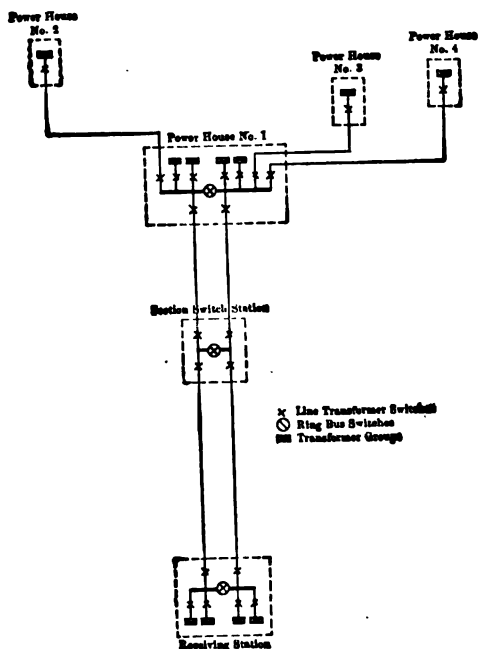 Power House
No. 2
Power House
No. 3
Power House
No. 4
Power House No. 1
Section Switch Station
Line Transformer Switches
Ring Bus Switches
Transformer Groups
Receiving Station